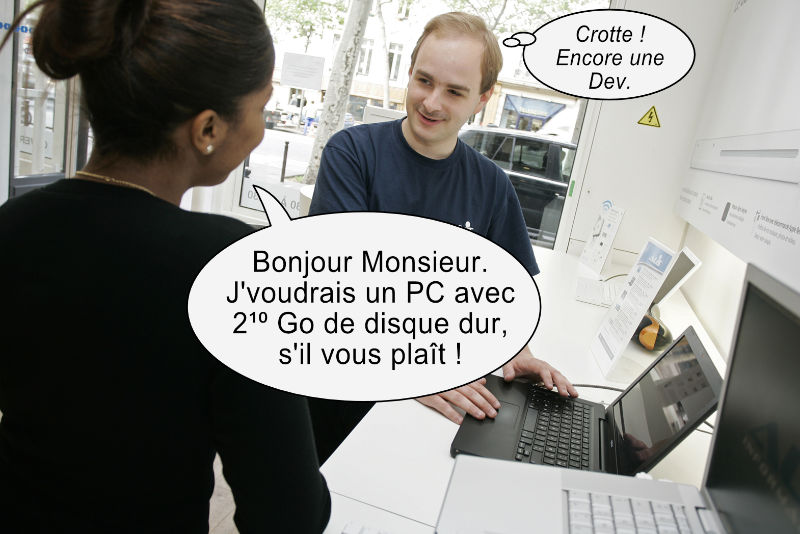 Crotte !
Encore une
Dev.
Bonjour Monsieur.
J'voudrais un PC avec
2¹⁰ Go de disque dur,
s'il vous plaît !